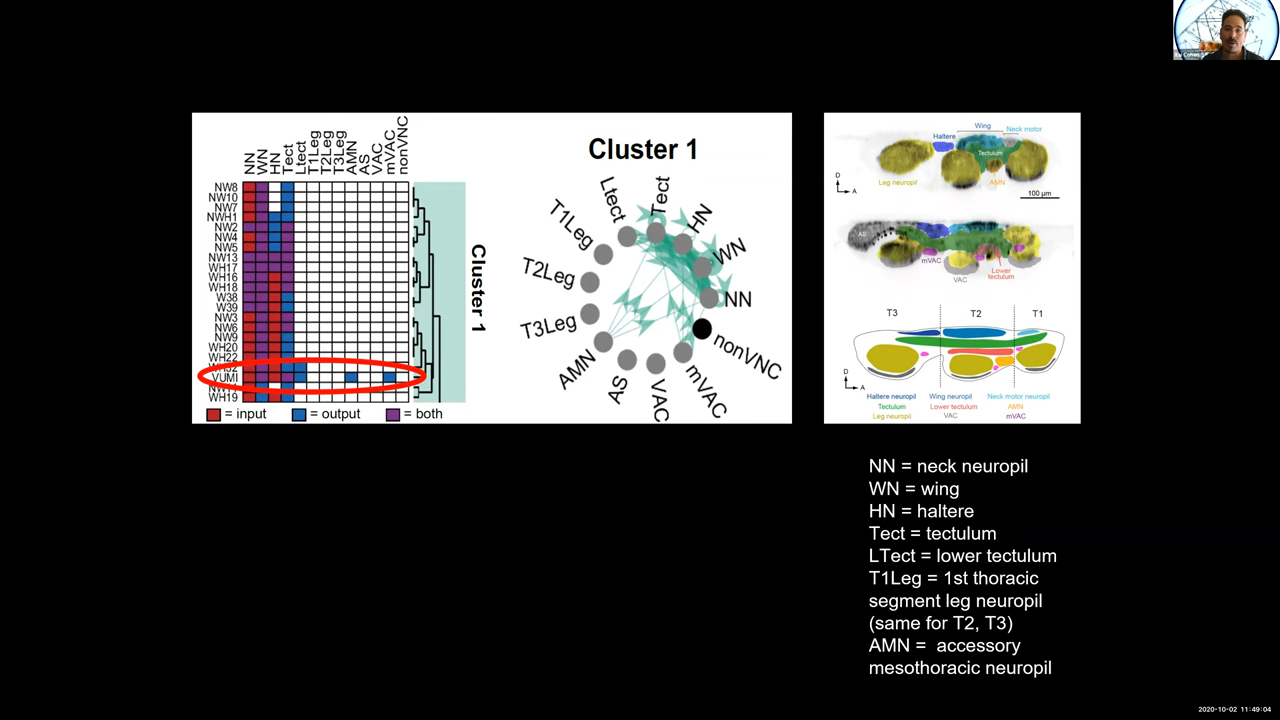 NN
WN
HN
Tect
Ltect
T1Leg
T2Leg
T3Leg
AMN
AS
VAC
mVAC
nonVNC
NW8
NW10
NW7
NWH1
NW2
NW4
NW5
NW13
WH17
WH16
WH18
W38
W39
NW3
NW6
NW9
WH20
WH22
VUMI
WH19
= input
= output
= both
Cluster 1
Cluster 1
Ltect
Tect
HN
WN
NN
nonVNC
mVAC
VAC
AS
AMN
T3Leg
T2Leg
T1Leg
Wing
Haltere
Neck motor
Tectulum
Leg neuropil
AMN
D
A
100 µm
AS
mVAC
VAC
Lower
tectulum
T3
T2
T1
D
A
Haltere neuropil
Wing neuropil
Neck motor neuropil
Tectulum
Lower tectulum
AMN
Leg neuropil
VAC
mVAC
NN = neck neuropil
WN = wing
HN = haltere
Tect = tectulum
LTect = lower tectulum
T1Leg = 1st thoracic
segment leg neuropil
(same for T2, T3)
AMN = accessory
mesothoracic neuropil
2020-10-02 11:49:04